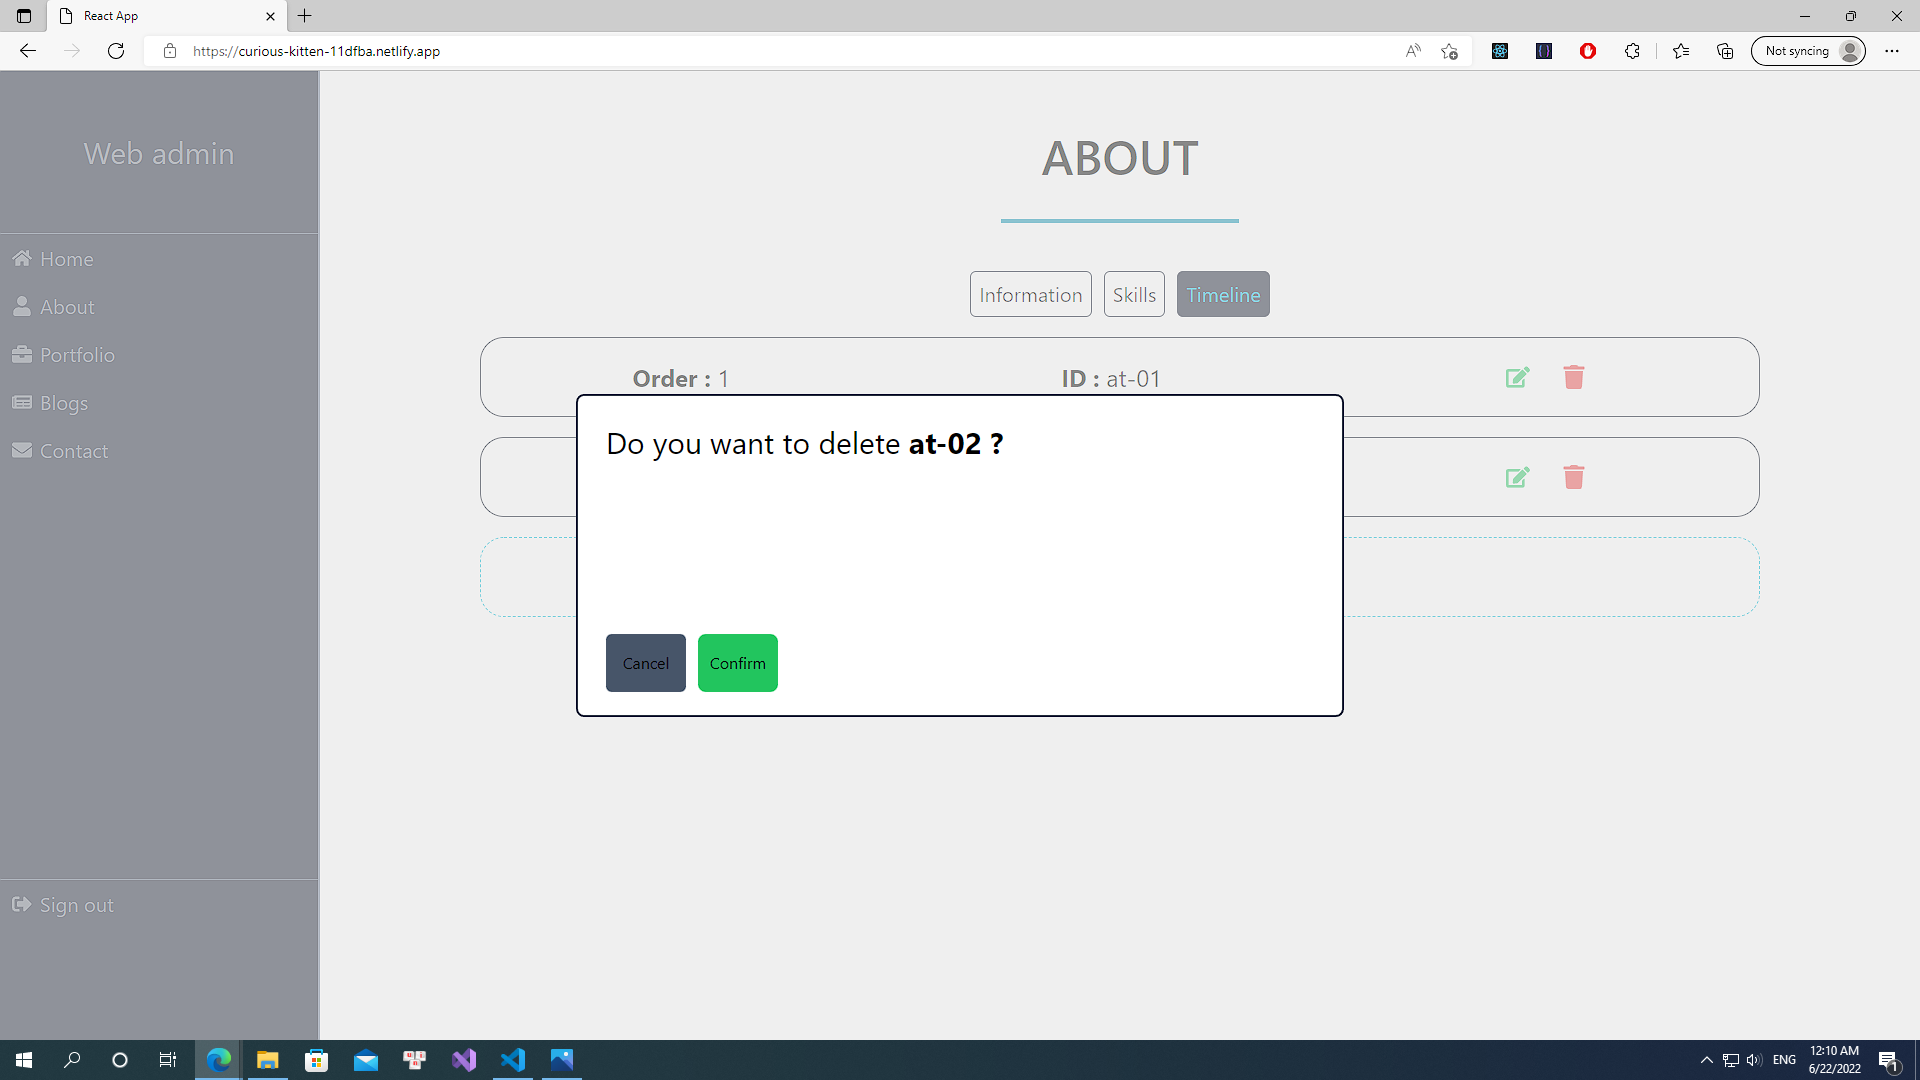 React App
https://curious-kitten-11dfba.netlify.app
Not syncing
Web admin
Home
About
Portfolio
Blogs
Contact
Sign out
ABOUT
Information
Skills
Timeline
Order : 1
ID : at-01
Do you want to delete at-02 ?
Cancel
Confirm
ENG
12:10 AM
6/22/2022
1